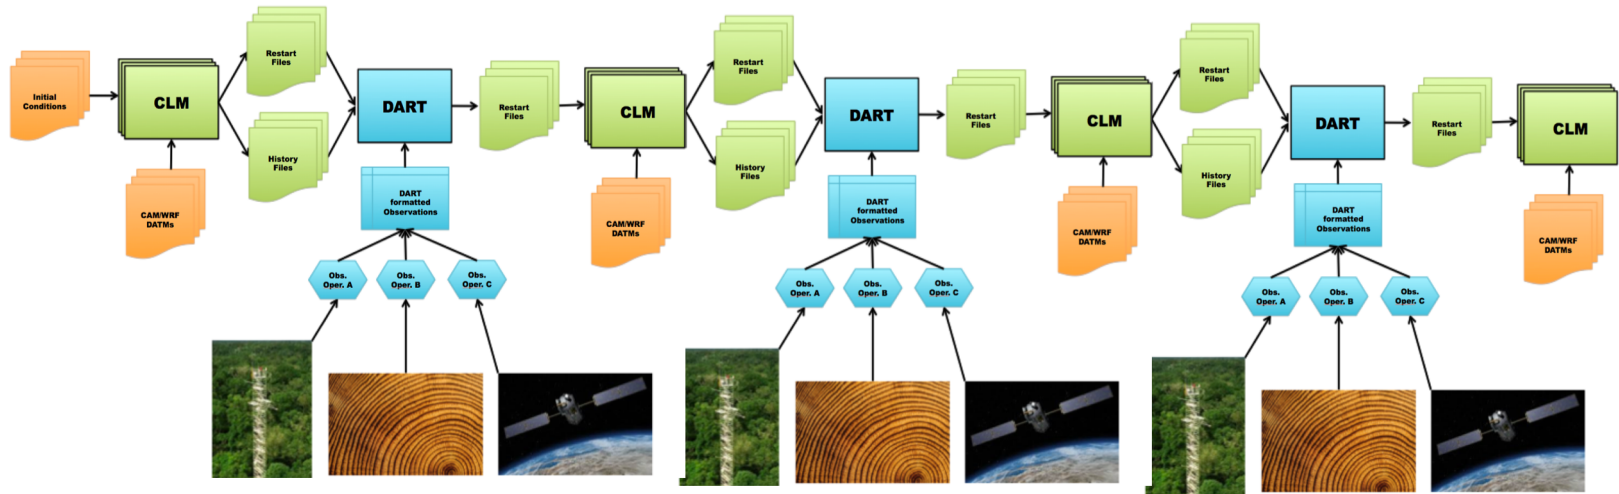 Initial
Conditions
CLM
CAM/WRF
DATMs
Restart
Files
History
Files
DART
DART
formatted
Observations
Obs.
Oper. A
Obs.
Oper. B
Obs.
Oper. C
Restart
Files
CLM
CAM/WRF
DATMs
Restart
Files
History
Files
DART
DART
formatted
Observations
Obs.
Oper. A
Obs.
Oper. B
Obs.
Oper. C
Restart
Files
CLM
CAM/WRF
DATMs
Restart
Files
History
Files
DART
DART
formatted
Observations
Obs.
Oper. A
Obs.
Oper. B
Obs.
Oper. C
Restart
Files
CLM
CAM/WRF
DATMs